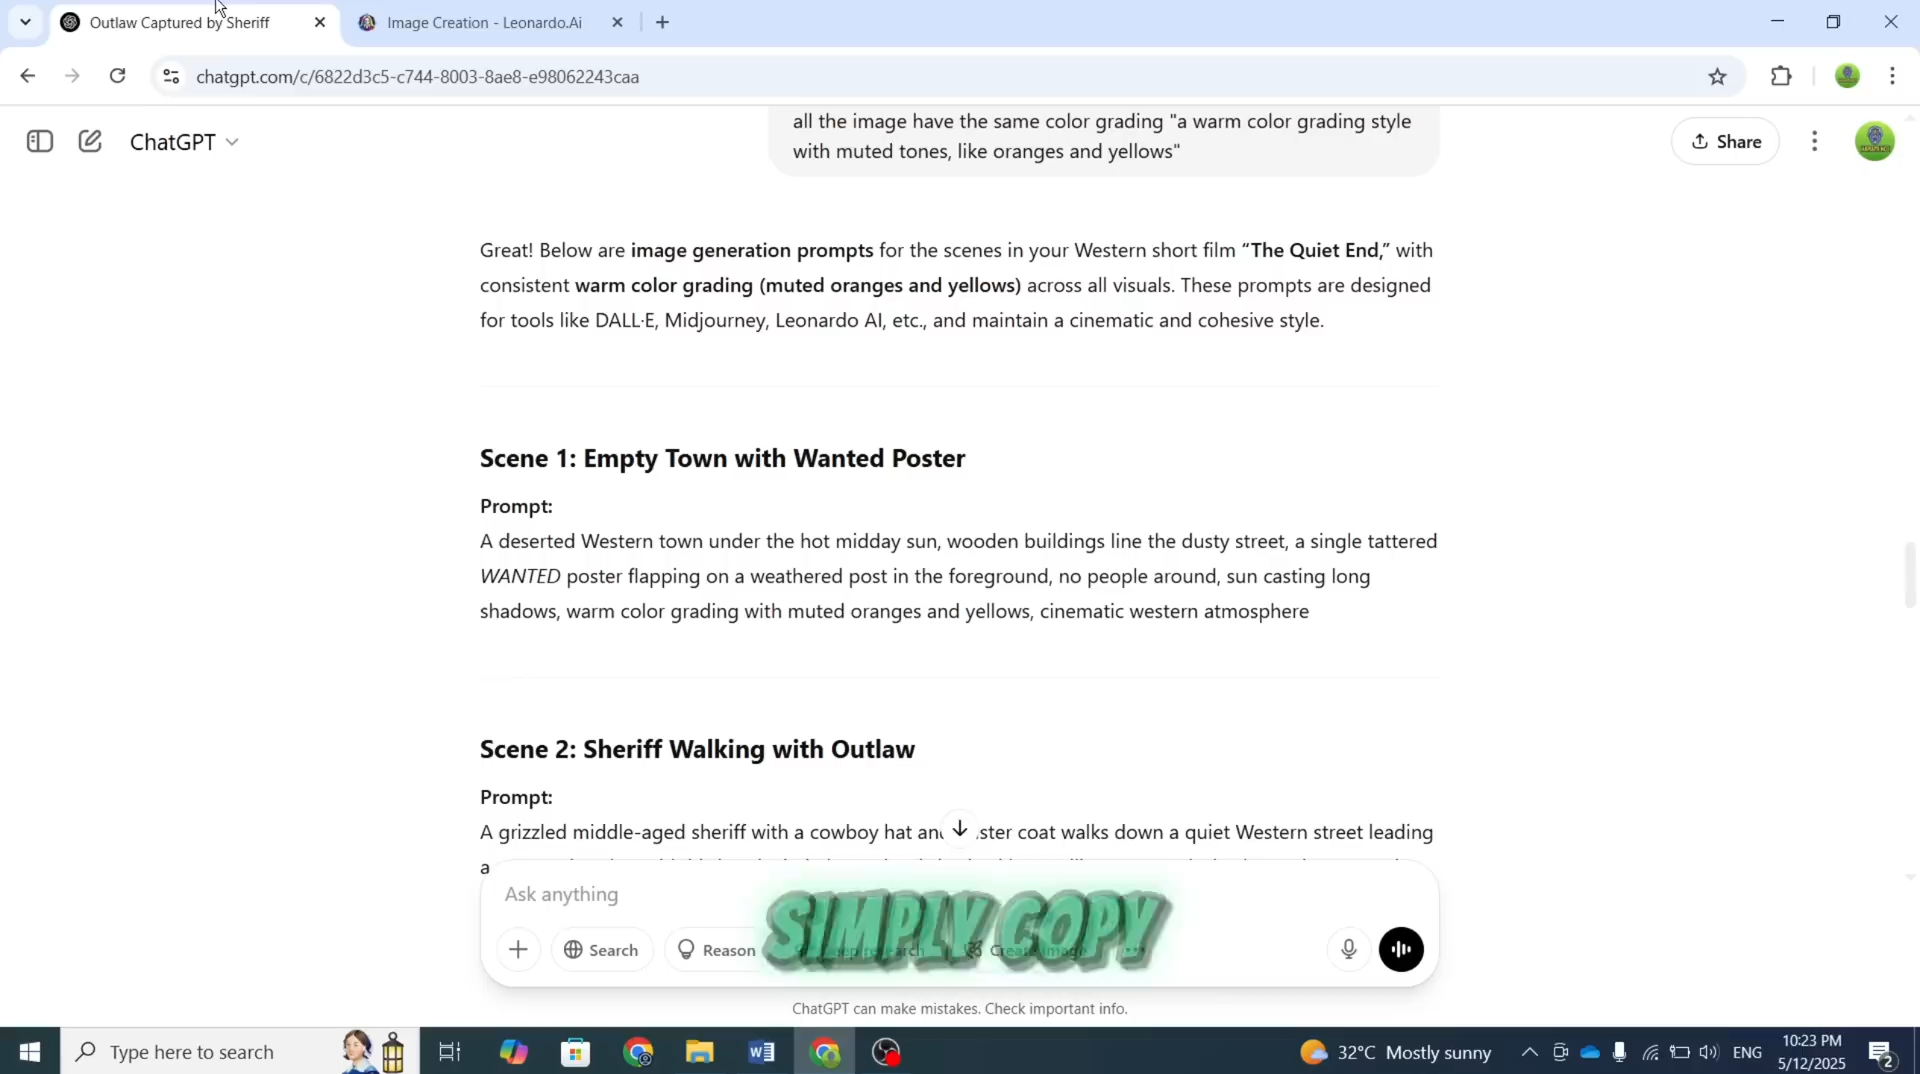 Outlaw Captured by Sheriff
Image Creation - Leonardo.Ai
chatgpt.com/c/6822d3c5-c744-8003-8ae8-e98062243caa
ChatGPT
all the image have the same color grading "a warm color grading style
with muted tones, like oranges and yellows"
Share
Great! Below are image generation prompts for the scenes in your Western short film “The Quiet End,” with
consistent warm color grading (muted oranges and yellows) across all visuals. These prompts are designed
for tools like DALL·E, Midjourney, Leonardo AI, etc., and maintain a cinematic and cohesive style.
Scene 1: Empty Town with Wanted Poster
Prompt:
A deserted Western town under the hot midday sun, wooden buildings line the dusty street, a single tattered
WANTED poster flapping on a weathered post in the foreground, no people around, sun casting long
shadows, warm color grading with muted oranges and yellows, cinematic western atmosphere
Scene 2: Sheriff Walking with Outlaw
Prompt:
A grizzled middle-aged sheriff with a cowboy hat and coat walks down a quiet Western street leading
a
Ask anything
SIMPLY COPY
Search
Reason
research
Create image
ChatGPT can make mistakes. Check important info.
Type here to search
32°C Mostly sunny
ENG
10:23 PM
5/12/2025
2